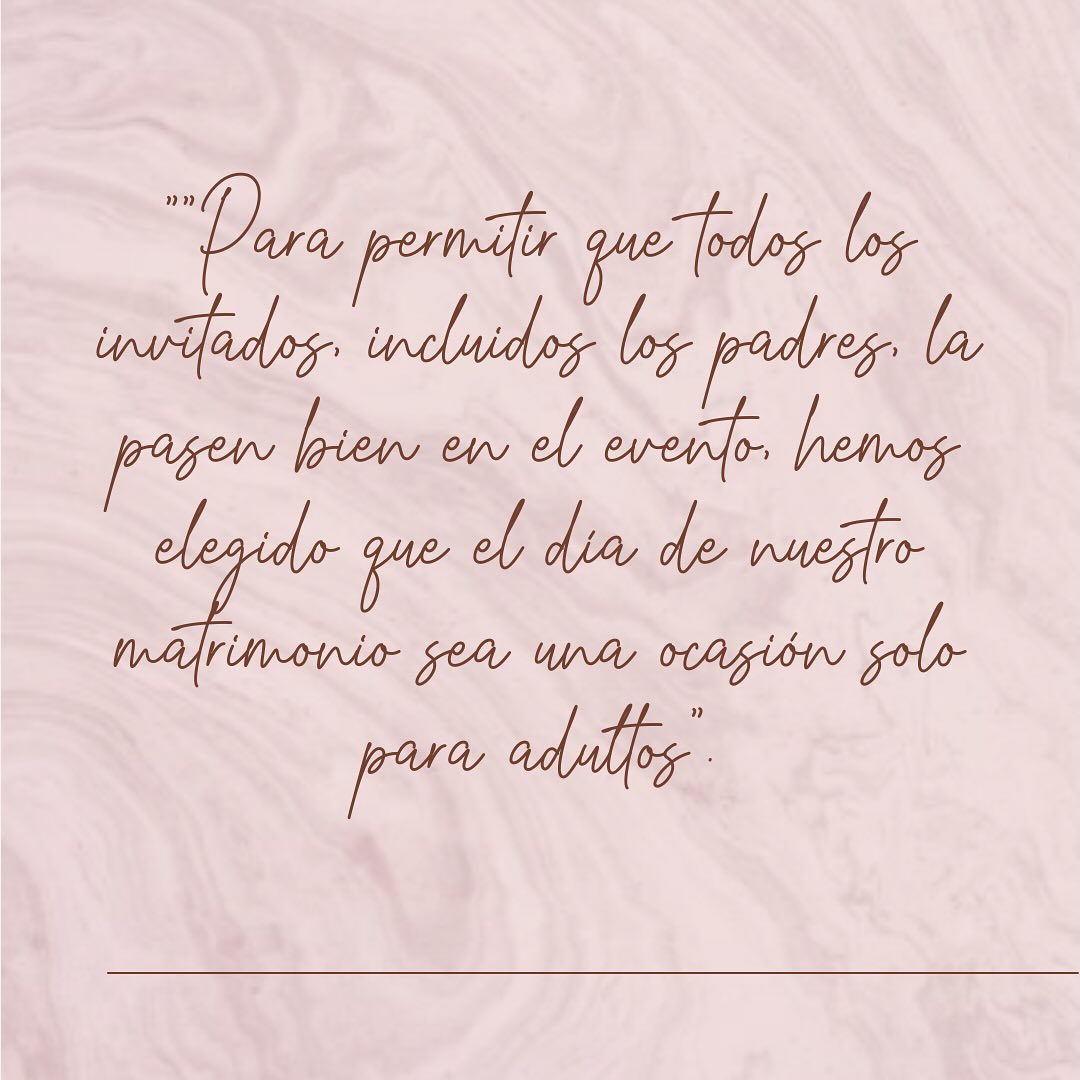 ""Para permitir que todos los
invitados, incluidos los padres, la
pasen bien en el evento, hemos
elegido que el día de nuestro
matrimonio sea una ocasión solo
para adultos".